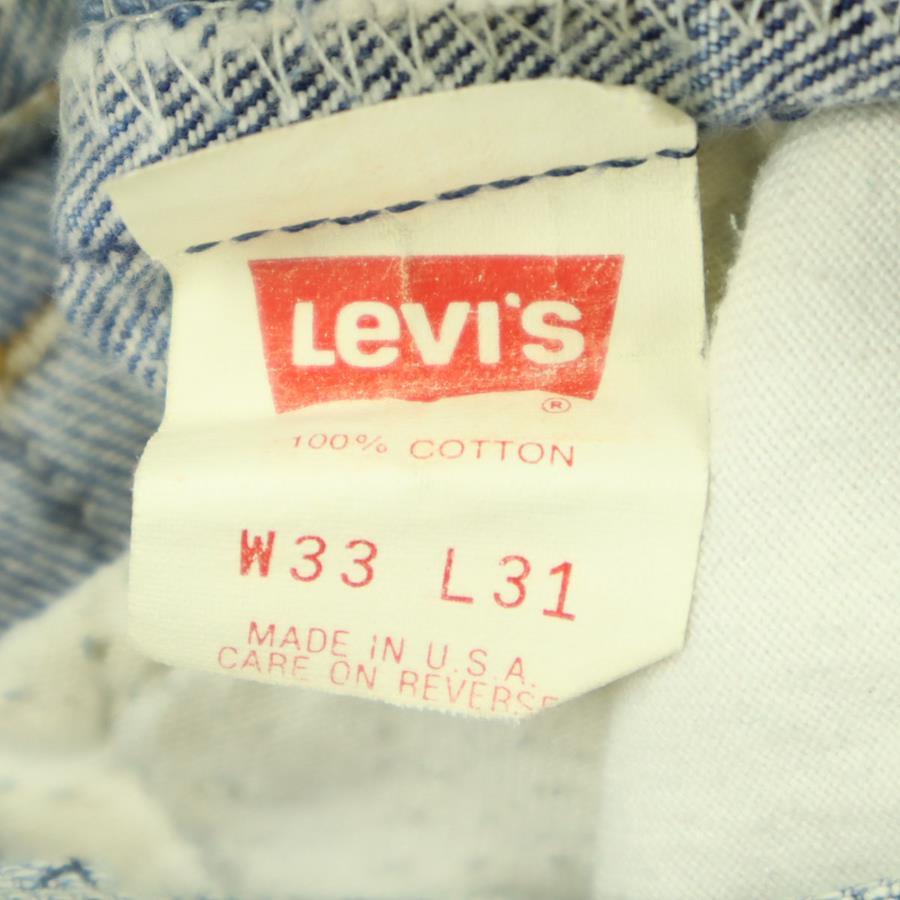 Levi's
®
100% COTTON
W33 L31
MADE IN U.S.A.
CARE ON REVERSE